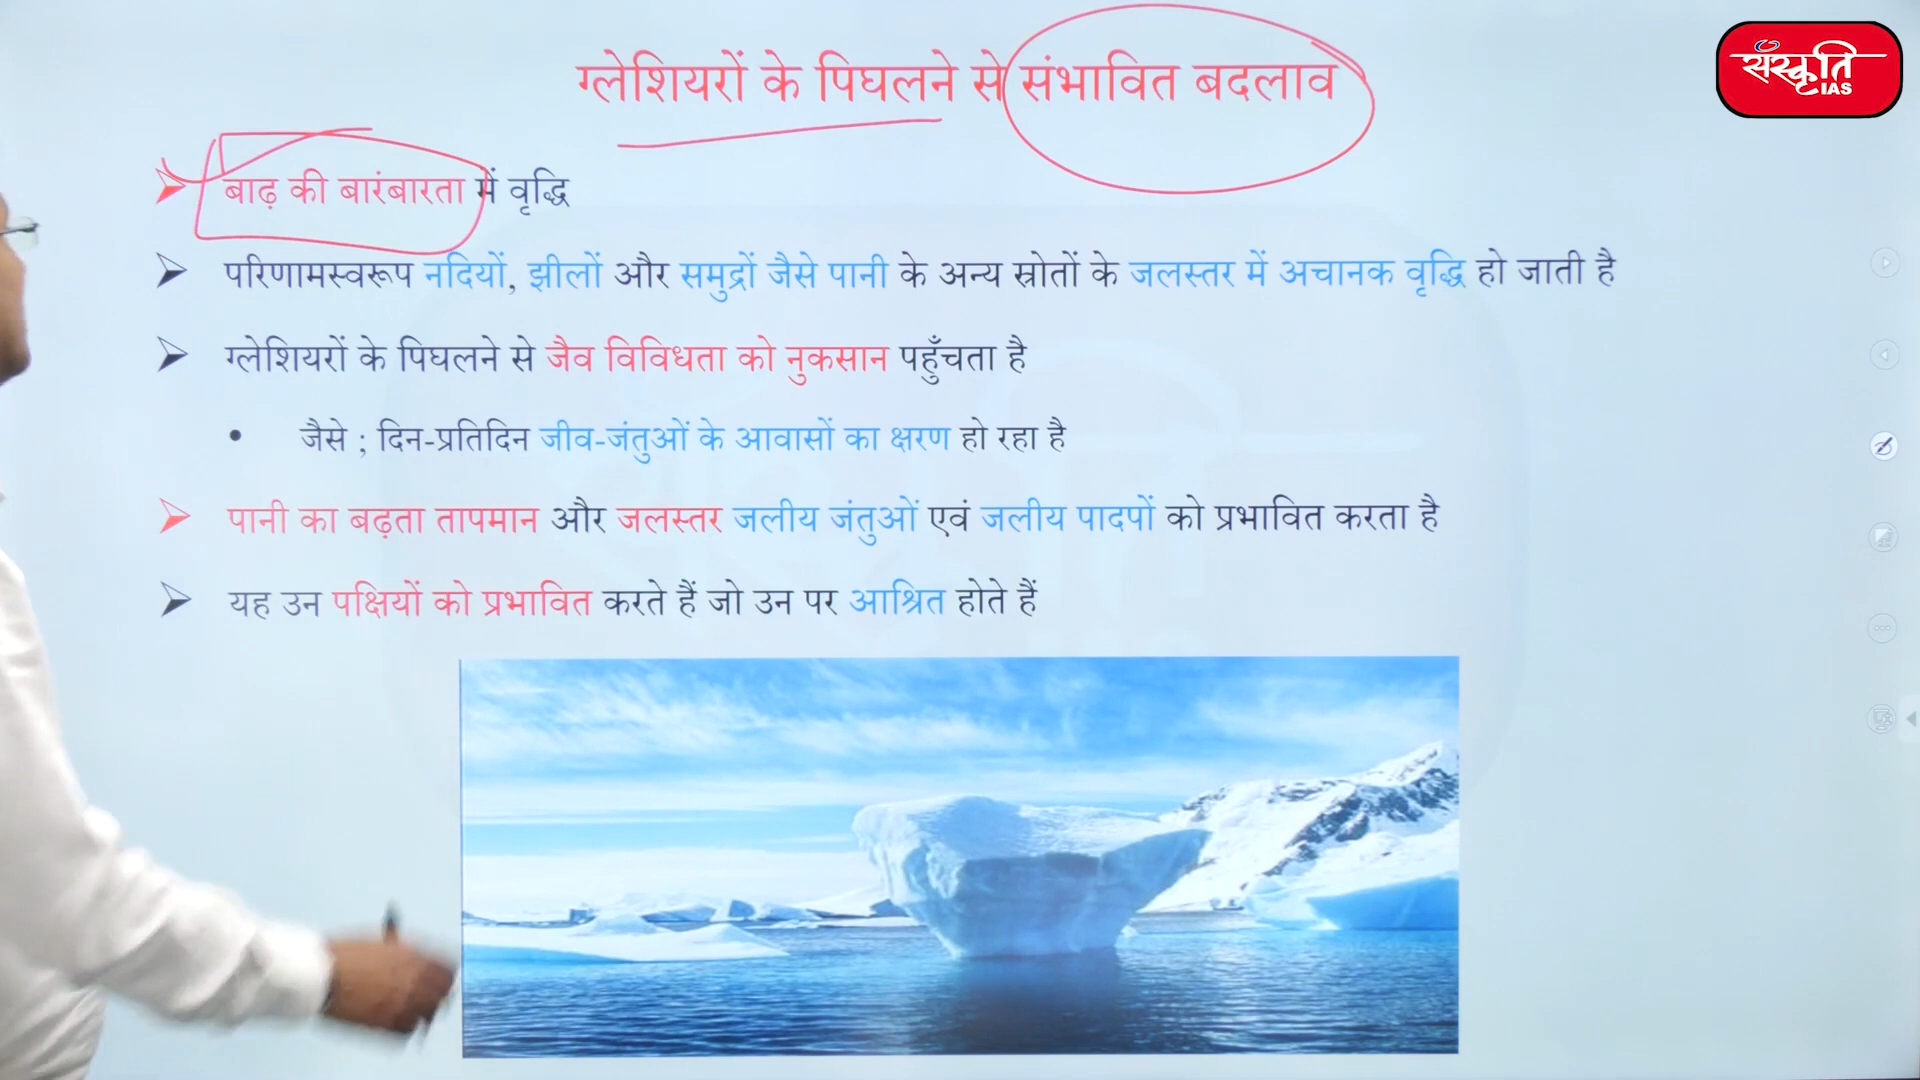 संस्कृति
IAS
ग्लेशियरों के पिघलने से संभावित बदलाव
बाढ़ की बारंबारता में वृद्धि
परिणामस्वरूप नदियों, झीलों और समुद्रों जैसे पानी के अन्य स्रोतों के जलस्तर में अचानक वृद्धि हो जाती है
ग्लेशियरों के पिघलने से जैव विविधता को नुकसान पहुँचता है
जैसे ; दिन-प्रतिदिन जीव-जंतुओं के आवासों का क्षरण हो रहा है
पानी का बढ़ता तापमान और जलस्तर जलीय जंतुओं एवं जलीय पादपों को प्रभावित करता है
यह उन पक्षियों को प्रभावित करते हैं जो उन पर आश्रित होते हैं